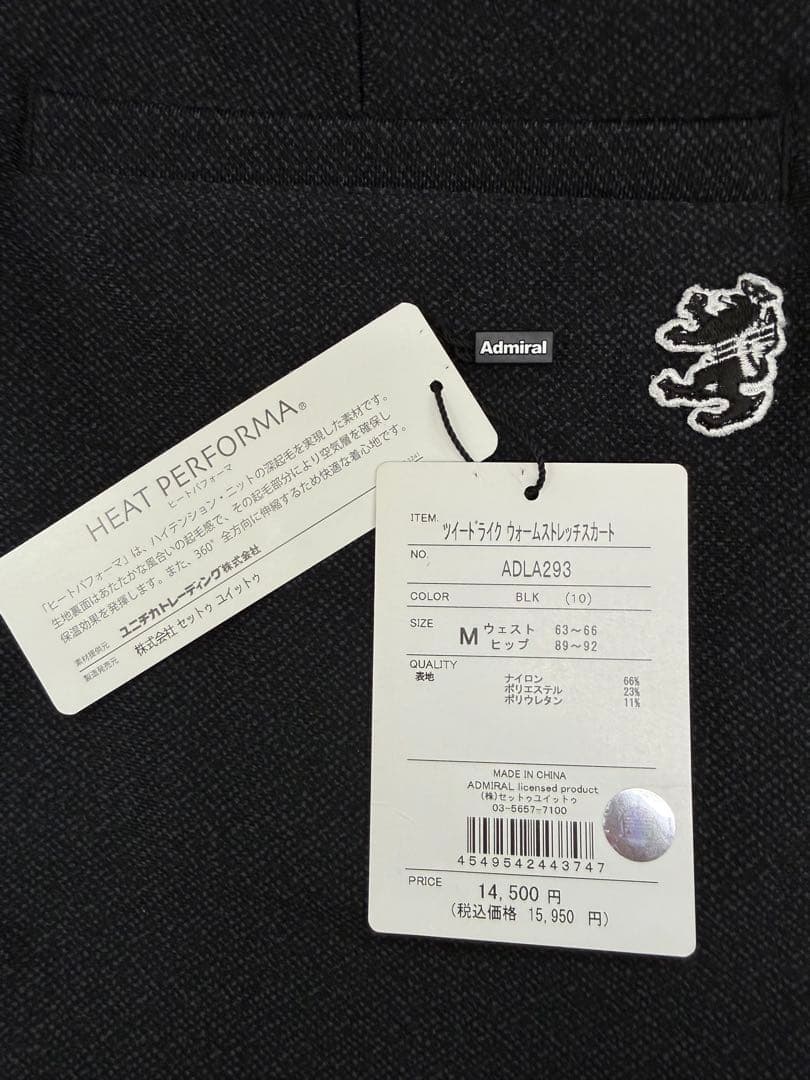 Admiral
HEAT PERFORMA®
ヒートパフォーマ
「ヒートパフォーマ」は、ハイテンション・ニットの深起毛を実現した素材です。
生地裏面はあたたかな風合いの起毛感で、その起毛部分により空気層を確保し
保温効果を発揮します。また、360°全方向に伸縮するため快適な着心地です。
素材提供元 ユニチカトレーディング株式会社
製造発売元 株式会社 セットゥ ユイットゥ
ITEM. ツイードライク ウォームストレッチスカート
NO. ADLA293
COLOR BLK (10)
SIZE M ウェスト 63～66
ヒップ 89～92
QUALITY
表地 ナイロン 66%
ポリエステル 23%
ポリウレタン 11%
MADE IN CHINA
ADMIRAL licensed product
(株)セットゥユイットゥ
03-5657-7100
4549542443747
PRICE 14,500 円
(税込価格 15,950 円)